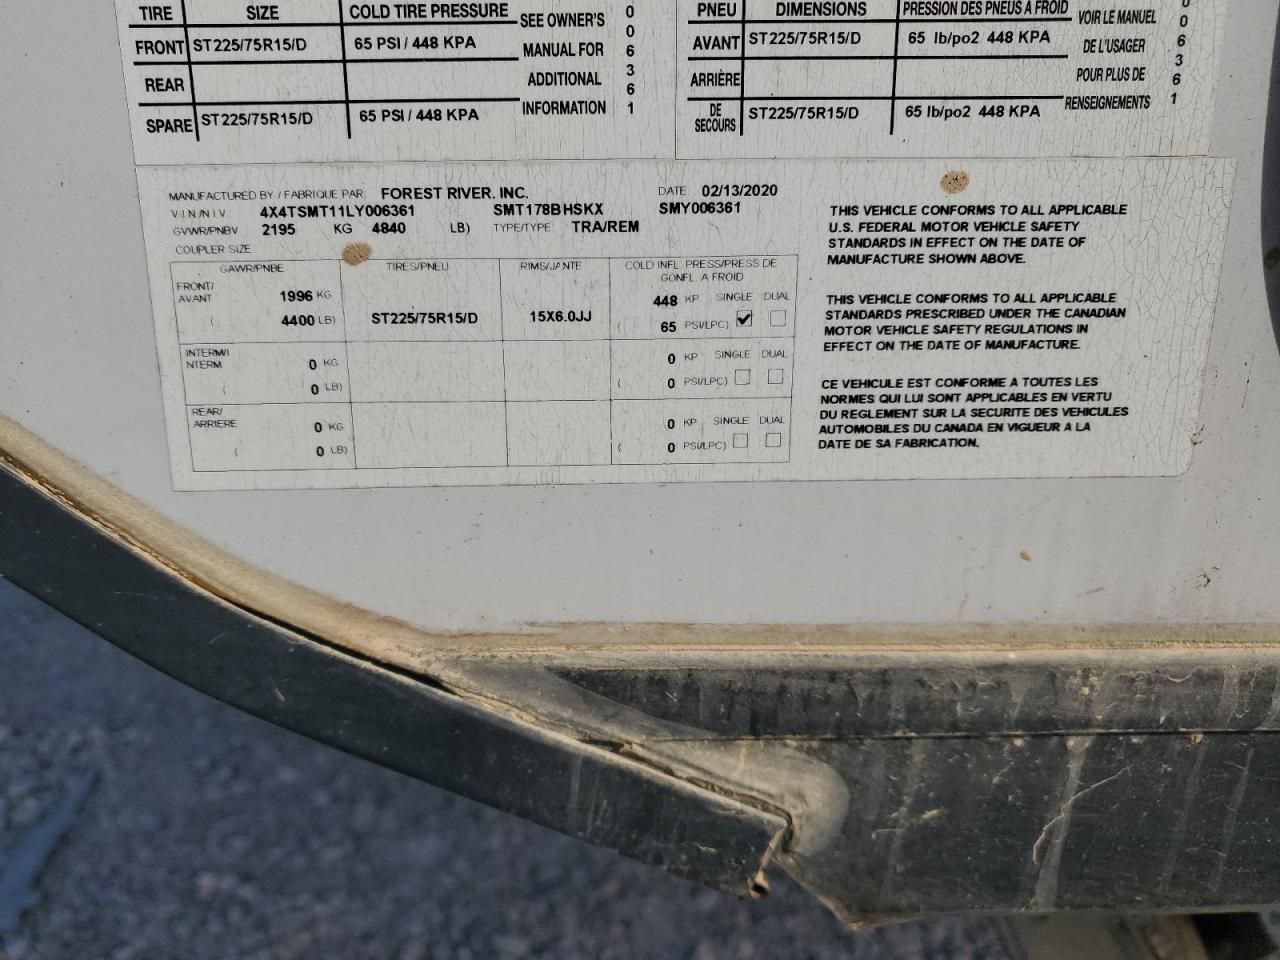 TIRE SIZE COLD TIRE PRESSURE SEE OWNER'S
FRONT ST225/75R15/D 65 PSI / 448 KPA MANUAL FOR
REAR ADDITIONAL
SPARE ST225/75R15/D 65 PSI / 448 KPA INFORMATION
0
0
6
3
6
1
PNEU DIMENSIONS PRESSION DES PNEUS A FROID VOIR LE MANUEL
AVANT ST225/75R15/D 65 lb/po2 448 KPA DE L'USAGER
ARRIÈRE POUR PLUS DE
DE SECOURS ST225/75R15/D 65 lb/po2 448 KPA RENSEIGNEMENTS
0
0
6
3
6
1
MANUFACTURED BY / FABRIQUE PAR: FOREST RIVER. INC. DATE: 02/13/2020
V.I.N./N.I.V. 4X4TSMT11LY006361 SMT178BHSKX SMY006361
GVWR/PNBV 2195 KG 4840 LB) TYPE/TYPE: TRA/REM
COUPLER SIZE
GAWR/PNBE TIRES/PNEU RIMS/JANTE COLD INFL. PRESS/PRESS DE
GONFL. A FROID
FRONT/
AVANT 1996 KG 448 KP SINGLE DUAL
( 4400 LB) ST225/75R15/D 15X6.0JJ ( 65 PSI/LPC)
INTERM/I
NTERM 0 KG 0 KP SINGLE DUAL
( 0 LB) ( 0 PSI/LPC)
REAR/
ARRIERE 0 KG 0 KP SINGLE DUAL
( 0 LB) ( 0 PSI/LPC)
THIS VEHICLE CONFORMS TO ALL APPLICABLE
U.S. FEDERAL MOTOR VEHICLE SAFETY
STANDARDS IN EFFECT ON THE DATE OF
MANUFACTURE SHOWN ABOVE.
THIS VEHICLE CONFORMS TO ALL APPLICABLE
STANDARDS PRESCRIBED UNDER THE CANADIAN
MOTOR VEHICLE SAFETY REGULATIONS IN
EFFECT ON THE DATE OF MANUFACTURE.
CE VEHICULE EST CONFORME A TOUTES LES
NORMES QUI LUI SONT APPLICABLES EN VERTU
DU REGLEMENT SUR LA SECURITE DES VEHICULES
AUTOMOBILES DU CANADA EN VIGUEUR A LA
DATE DE SA FABRICATION.